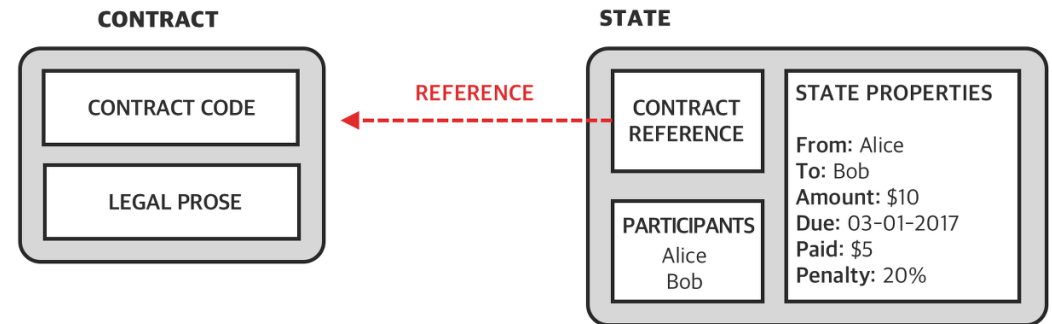 CONTRACT
CONTRACT CODE
LEGAL PROSE
REFERENCE
STATE
CONTRACT
REFERENCE
PARTICIPANTS
Alice
Bob
STATE PROPERTIES
From: Alice
To: Bob
Amount: $10
Due: 03-01-2017
Paid: $5
Penalty: 20%